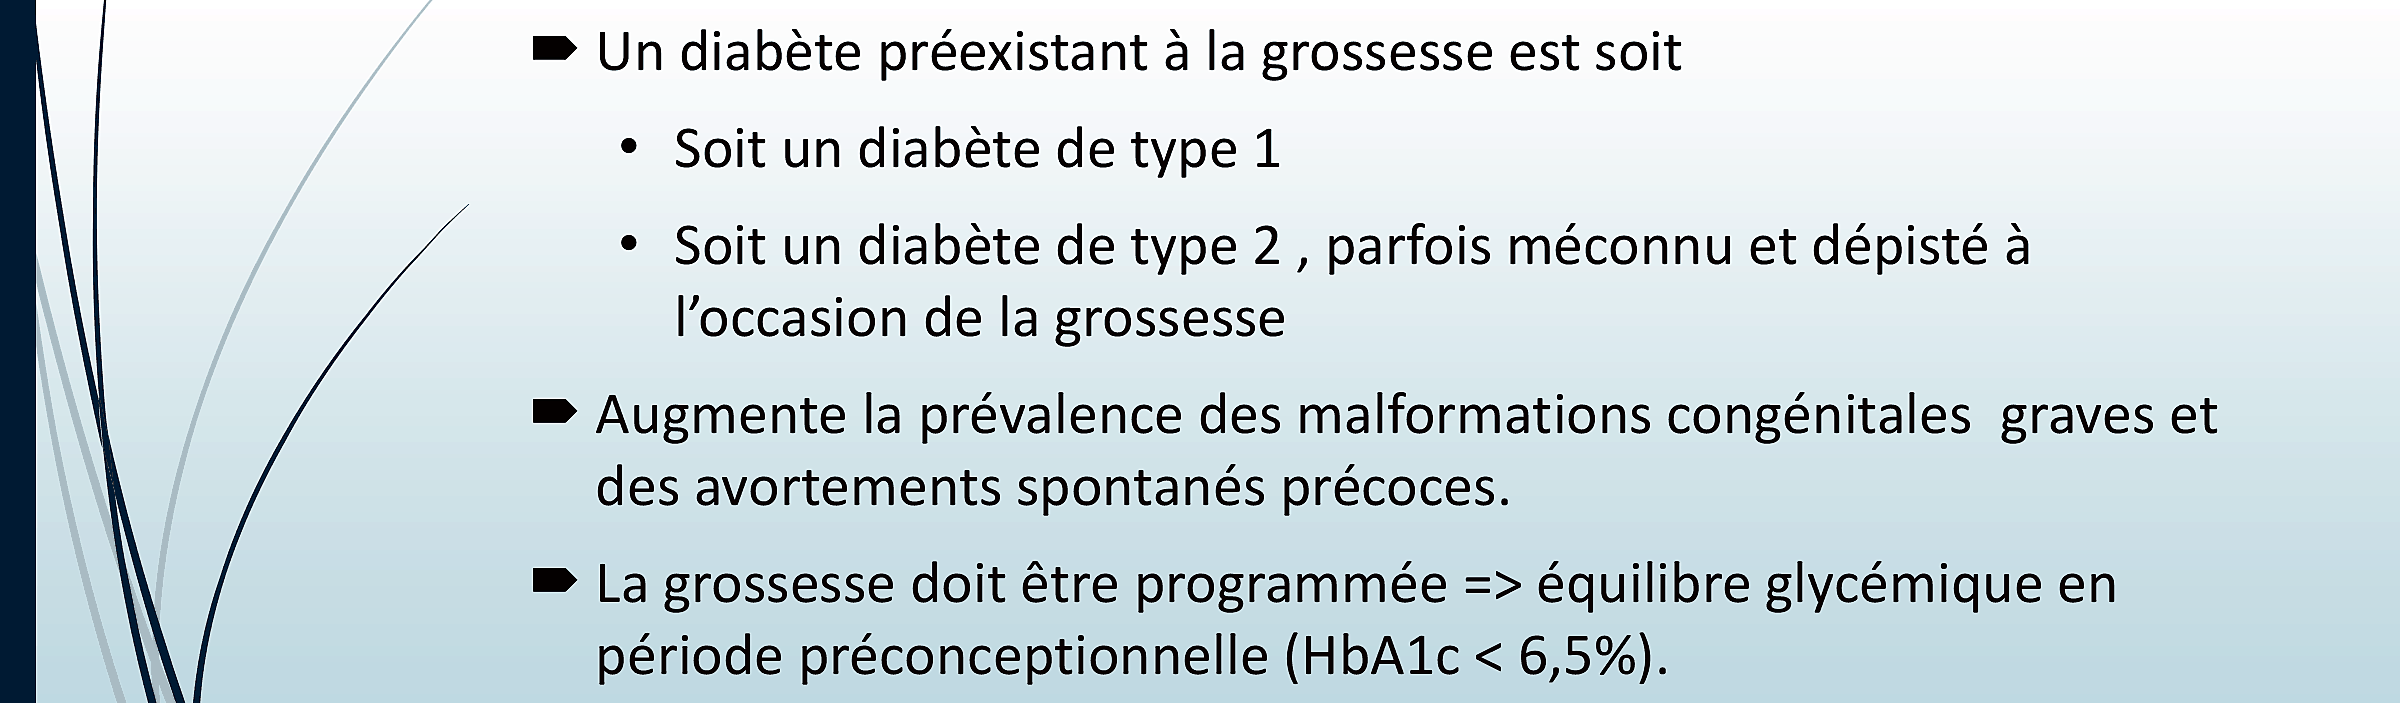 Un diabète préexistant à la grossesse est soit
• Soit un diabète de type 1
• Soit un diabète de type 2 , parfois méconnu et dépisté à
l’occasion de la grossesse
Augmente la prévalence des malformations congénitales  graves et
des avortements spontanés précoces.
La grossesse doit être programmée => équilibre glycémique en
période préconceptionnelle (HbA1c < 6,5%).